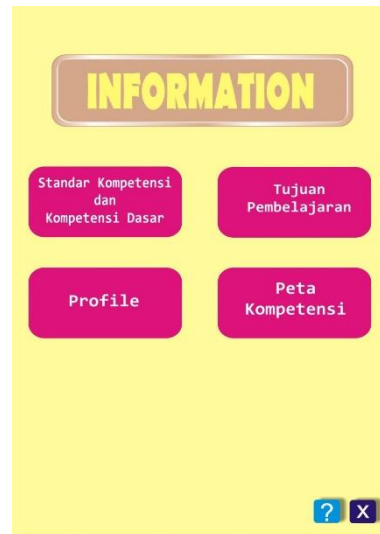 INFORMATION
Standar Kompetensi
dan
Kompetensi Dasar
Tujuan
Pembelajaran
Profile
Peta
Kompetensi
? X